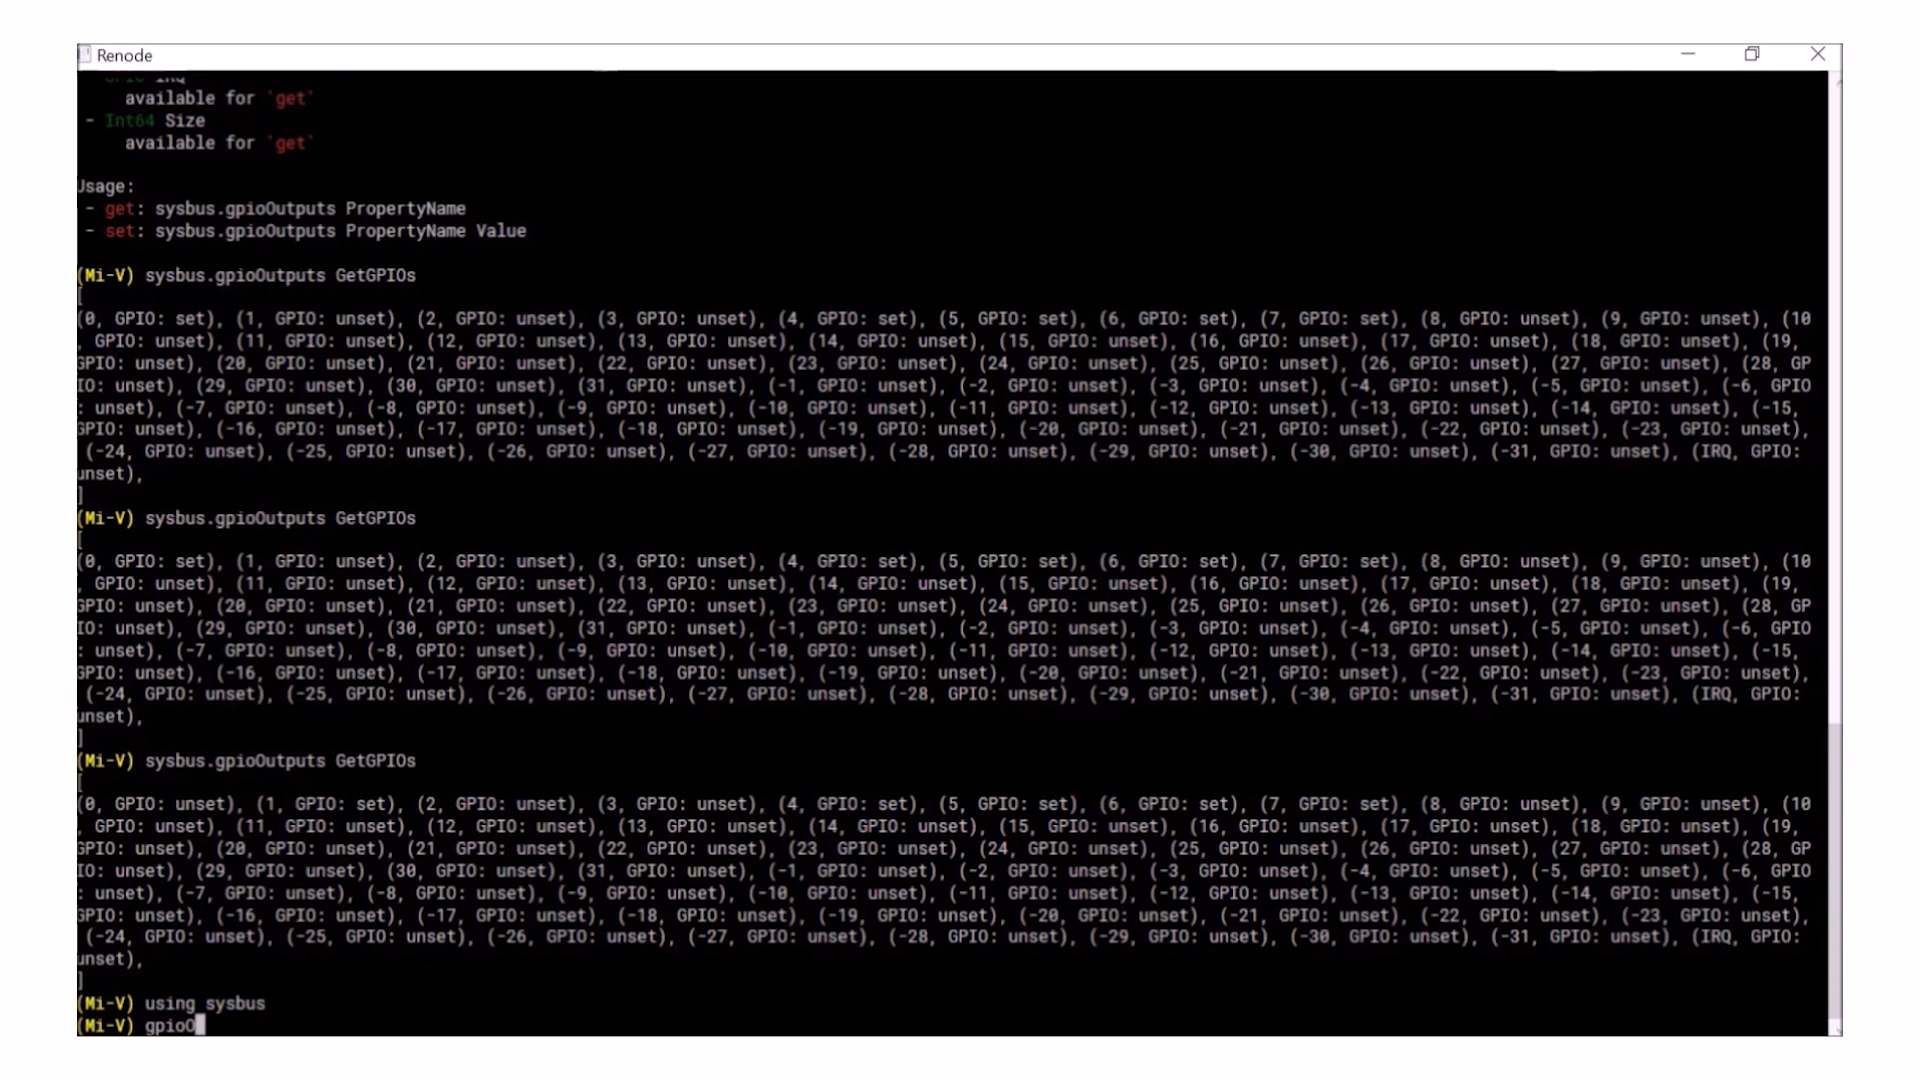 Renode
GPIO IRQ
available for `get`
- Int64 Size
available for `get`
Usage:
- get: sysbus.gpioOutputs PropertyName
- set: sysbus.gpioOutputs PropertyName Value
(Mi-V) sysbus.gpioOutputs GetGPIOs
[
(0, GPIO: set), (1, GPIO: unset), (2, GPIO: unset), (3, GPIO: unset), (4, GPIO: set), (5, GPIO: set), (6, GPIO: set), (7, GPIO: set), (8, GPIO: unset), (9, GPIO: unset), (10
, GPIO: unset), (11, GPIO: unset), (12, GPIO: unset), (13, GPIO: unset), (14, GPIO: unset), (15, GPIO: unset), (16, GPIO: unset), (17, GPIO: unset), (18, GPIO: unset), (19,
GPIO: unset), (20, GPIO: unset), (21, GPIO: unset), (22, GPIO: unset), (23, GPIO: unset), (24, GPIO: unset), (25, GPIO: unset), (26, GPIO: unset), (27, GPIO: unset), (28, GP
IO: unset), (29, GPIO: unset), (30, GPIO: unset), (31, GPIO: unset), (-1, GPIO: unset), (-2, GPIO: unset), (-3, GPIO: unset), (-4, GPIO: unset), (-5, GPIO: unset), (-6, GPIO
: unset), (-7, GPIO: unset), (-8, GPIO: unset), (-9, GPIO: unset), (-10, GPIO: unset), (-11, GPIO: unset), (-12, GPIO: unset), (-13, GPIO: unset), (-14, GPIO: unset), (-15,
GPIO: unset), (-16, GPIO: unset), (-17, GPIO: unset), (-18, GPIO: unset), (-19, GPIO: unset), (-20, GPIO: unset), (-21, GPIO: unset), (-22, GPIO: unset), (-23, GPIO: unset),
(-24, GPIO: unset), (-25, GPIO: unset), (-26, GPIO: unset), (-27, GPIO: unset), (-28, GPIO: unset), (-29, GPIO: unset), (-30, GPIO: unset), (-31, GPIO: unset), (IRQ, GPIO:
unset),
]
(Mi-V) sysbus.gpioOutputs GetGPIOs
[
(0, GPIO: set), (1, GPIO: unset), (2, GPIO: unset), (3, GPIO: unset), (4, GPIO: set), (5, GPIO: set), (6, GPIO: set), (7, GPIO: set), (8, GPIO: unset), (9, GPIO: unset), (10
, GPIO: unset), (11, GPIO: unset), (12, GPIO: unset), (13, GPIO: unset), (14, GPIO: unset), (15, GPIO: unset), (16, GPIO: unset), (17, GPIO: unset), (18, GPIO: unset), (19,
GPIO: unset), (20, GPIO: unset), (21, GPIO: unset), (22, GPIO: unset), (23, GPIO: unset), (24, GPIO: unset), (25, GPIO: unset), (26, GPIO: unset), (27, GPIO: unset), (28, GP
IO: unset), (29, GPIO: unset), (30, GPIO: unset), (31, GPIO: unset), (-1, GPIO: unset), (-2, GPIO: unset), (-3, GPIO: unset), (-4, GPIO: unset), (-5, GPIO: unset), (-6, GPIO
: unset), (-7, GPIO: unset), (-8, GPIO: unset), (-9, GPIO: unset), (-10, GPIO: unset), (-11, GPIO: unset), (-12, GPIO: unset), (-13, GPIO: unset), (-14, GPIO: unset), (-15,
GPIO: unset), (-16, GPIO: unset), (-17, GPIO: unset), (-18, GPIO: unset), (-19, GPIO: unset), (-20, GPIO: unset), (-21, GPIO: unset), (-22, GPIO: unset), (-23, GPIO: unset),
(-24, GPIO: unset), (-25, GPIO: unset), (-26, GPIO: unset), (-27, GPIO: unset), (-28, GPIO: unset), (-29, GPIO: unset), (-30, GPIO: unset), (-31, GPIO: unset), (IRQ, GPIO:
unset),
]
(Mi-V) sysbus.gpioOutputs GetGPIOs
[
(0, GPIO: unset), (1, GPIO: set), (2, GPIO: unset), (3, GPIO: unset), (4, GPIO: set), (5, GPIO: set), (6, GPIO: set), (7, GPIO: set), (8, GPIO: unset), (9, GPIO: unset), (10
, GPIO: unset), (11, GPIO: unset), (12, GPIO: unset), (13, GPIO: unset), (14, GPIO: unset), (15, GPIO: unset), (16, GPIO: unset), (17, GPIO: unset), (18, GPIO: unset), (19,
GPIO: unset), (20, GPIO: unset), (21, GPIO: unset), (22, GPIO: unset), (23, GPIO: unset), (24, GPIO: unset), (25, GPIO: unset), (26, GPIO: unset), (27, GPIO: unset), (28, GP
IO: unset), (29, GPIO: unset), (30, GPIO: unset), (31, GPIO: unset), (-1, GPIO: unset), (-2, GPIO: unset), (-3, GPIO: unset), (-4, GPIO: unset), (-5, GPIO: unset), (-6, GPIO
: unset), (-7, GPIO: unset), (-8, GPIO: unset), (-9, GPIO: unset), (-10, GPIO: unset), (-11, GPIO: unset), (-12, GPIO: unset), (-13, GPIO: unset), (-14, GPIO: unset), (-15,
GPIO: unset), (-16, GPIO: unset), (-17, GPIO: unset), (-18, GPIO: unset), (-19, GPIO: unset), (-20, GPIO: unset), (-21, GPIO: unset), (-22, GPIO: unset), (-23, GPIO: unset),
(-24, GPIO: unset), (-25, GPIO: unset), (-26, GPIO: unset), (-27, GPIO: unset), (-28, GPIO: unset), (-29, GPIO: unset), (-30, GPIO: unset), (-31, GPIO: unset), (IRQ, GPIO:
unset),
]
(Mi-V) using sysbus
(Mi-V) gpioO